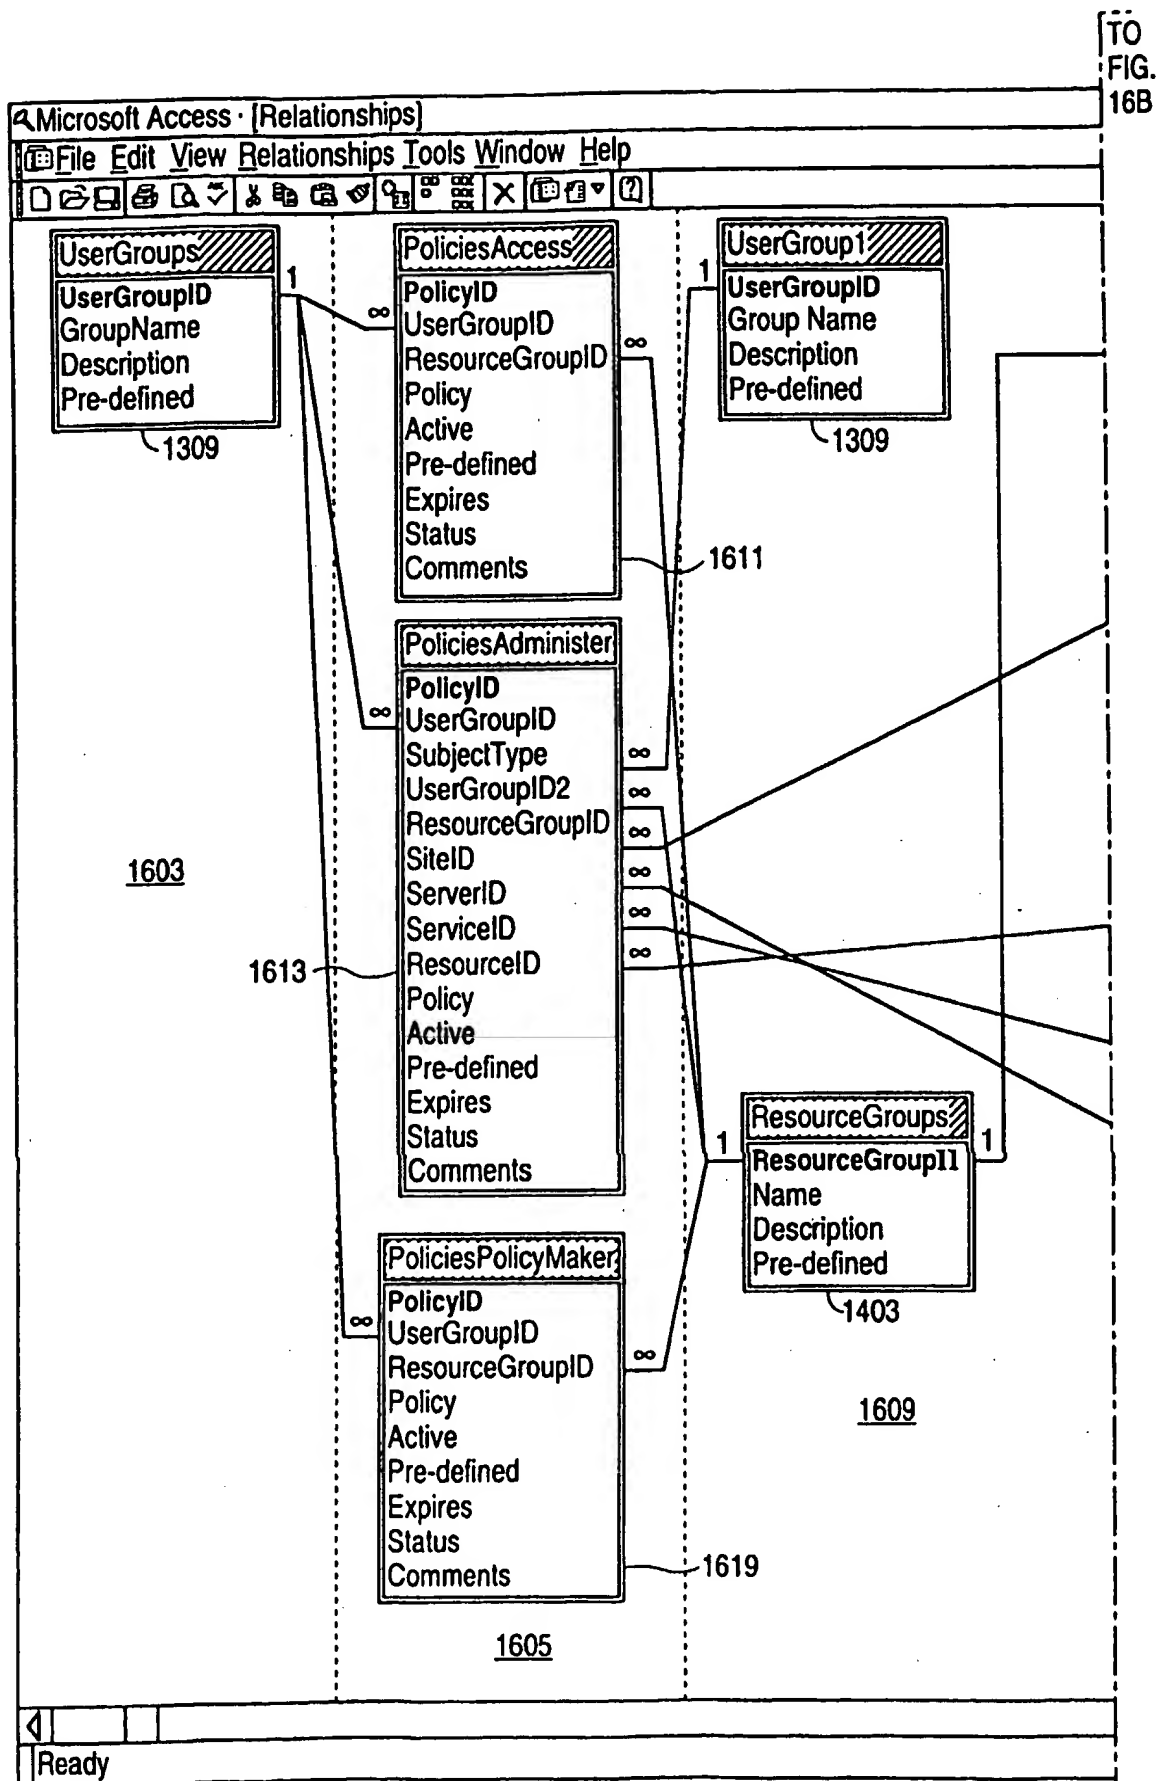 TO
FIG.
16B
Microsoft Access · [Relationships]
File Edit View Relationships Tools Window Help
UserGroups
UserGroupID
GroupName
Description
Pre-defined
1309
1
∞
PoliciesAccess
PolicyID
UserGroupID
ResourceGroupID
Policy
Active
Pre-defined
Expires
Status
Comments
∞
1611
UserGroup1
1
UserGroupID
Group Name
Description
Pre-defined
1309
PoliciesAdminister
PolicyID
∞
UserGroupID
SubjectType
UserGroupID2
ResourceGroupID
SiteID
ServerID
ServiceID
ResourceID
Policy
Active
Pre-defined
Expires
Status
Comments
∞
∞
∞
∞
∞
∞
1603
1613
ResourceGroups
1
1
ResourceGroupI1
Name
Description
Pre-defined
1403
PoliciesPolicyMaker
PolicyID
∞
UserGroupID
ResourceGroupID
∞
Policy
Active
Pre-defined
Expires
Status
Comments
1619
1609
1605
Ready